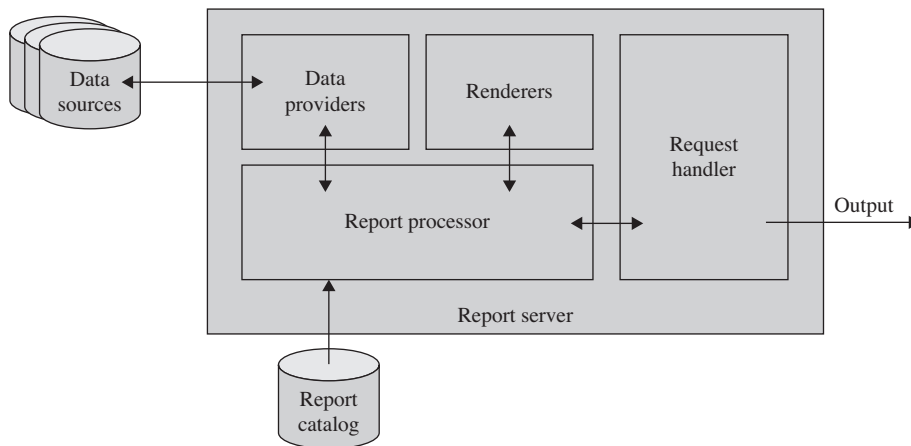 Data
sources
Data
providers
Renderers
Request
handler
Output
Report processor
Report server
Report
catalog